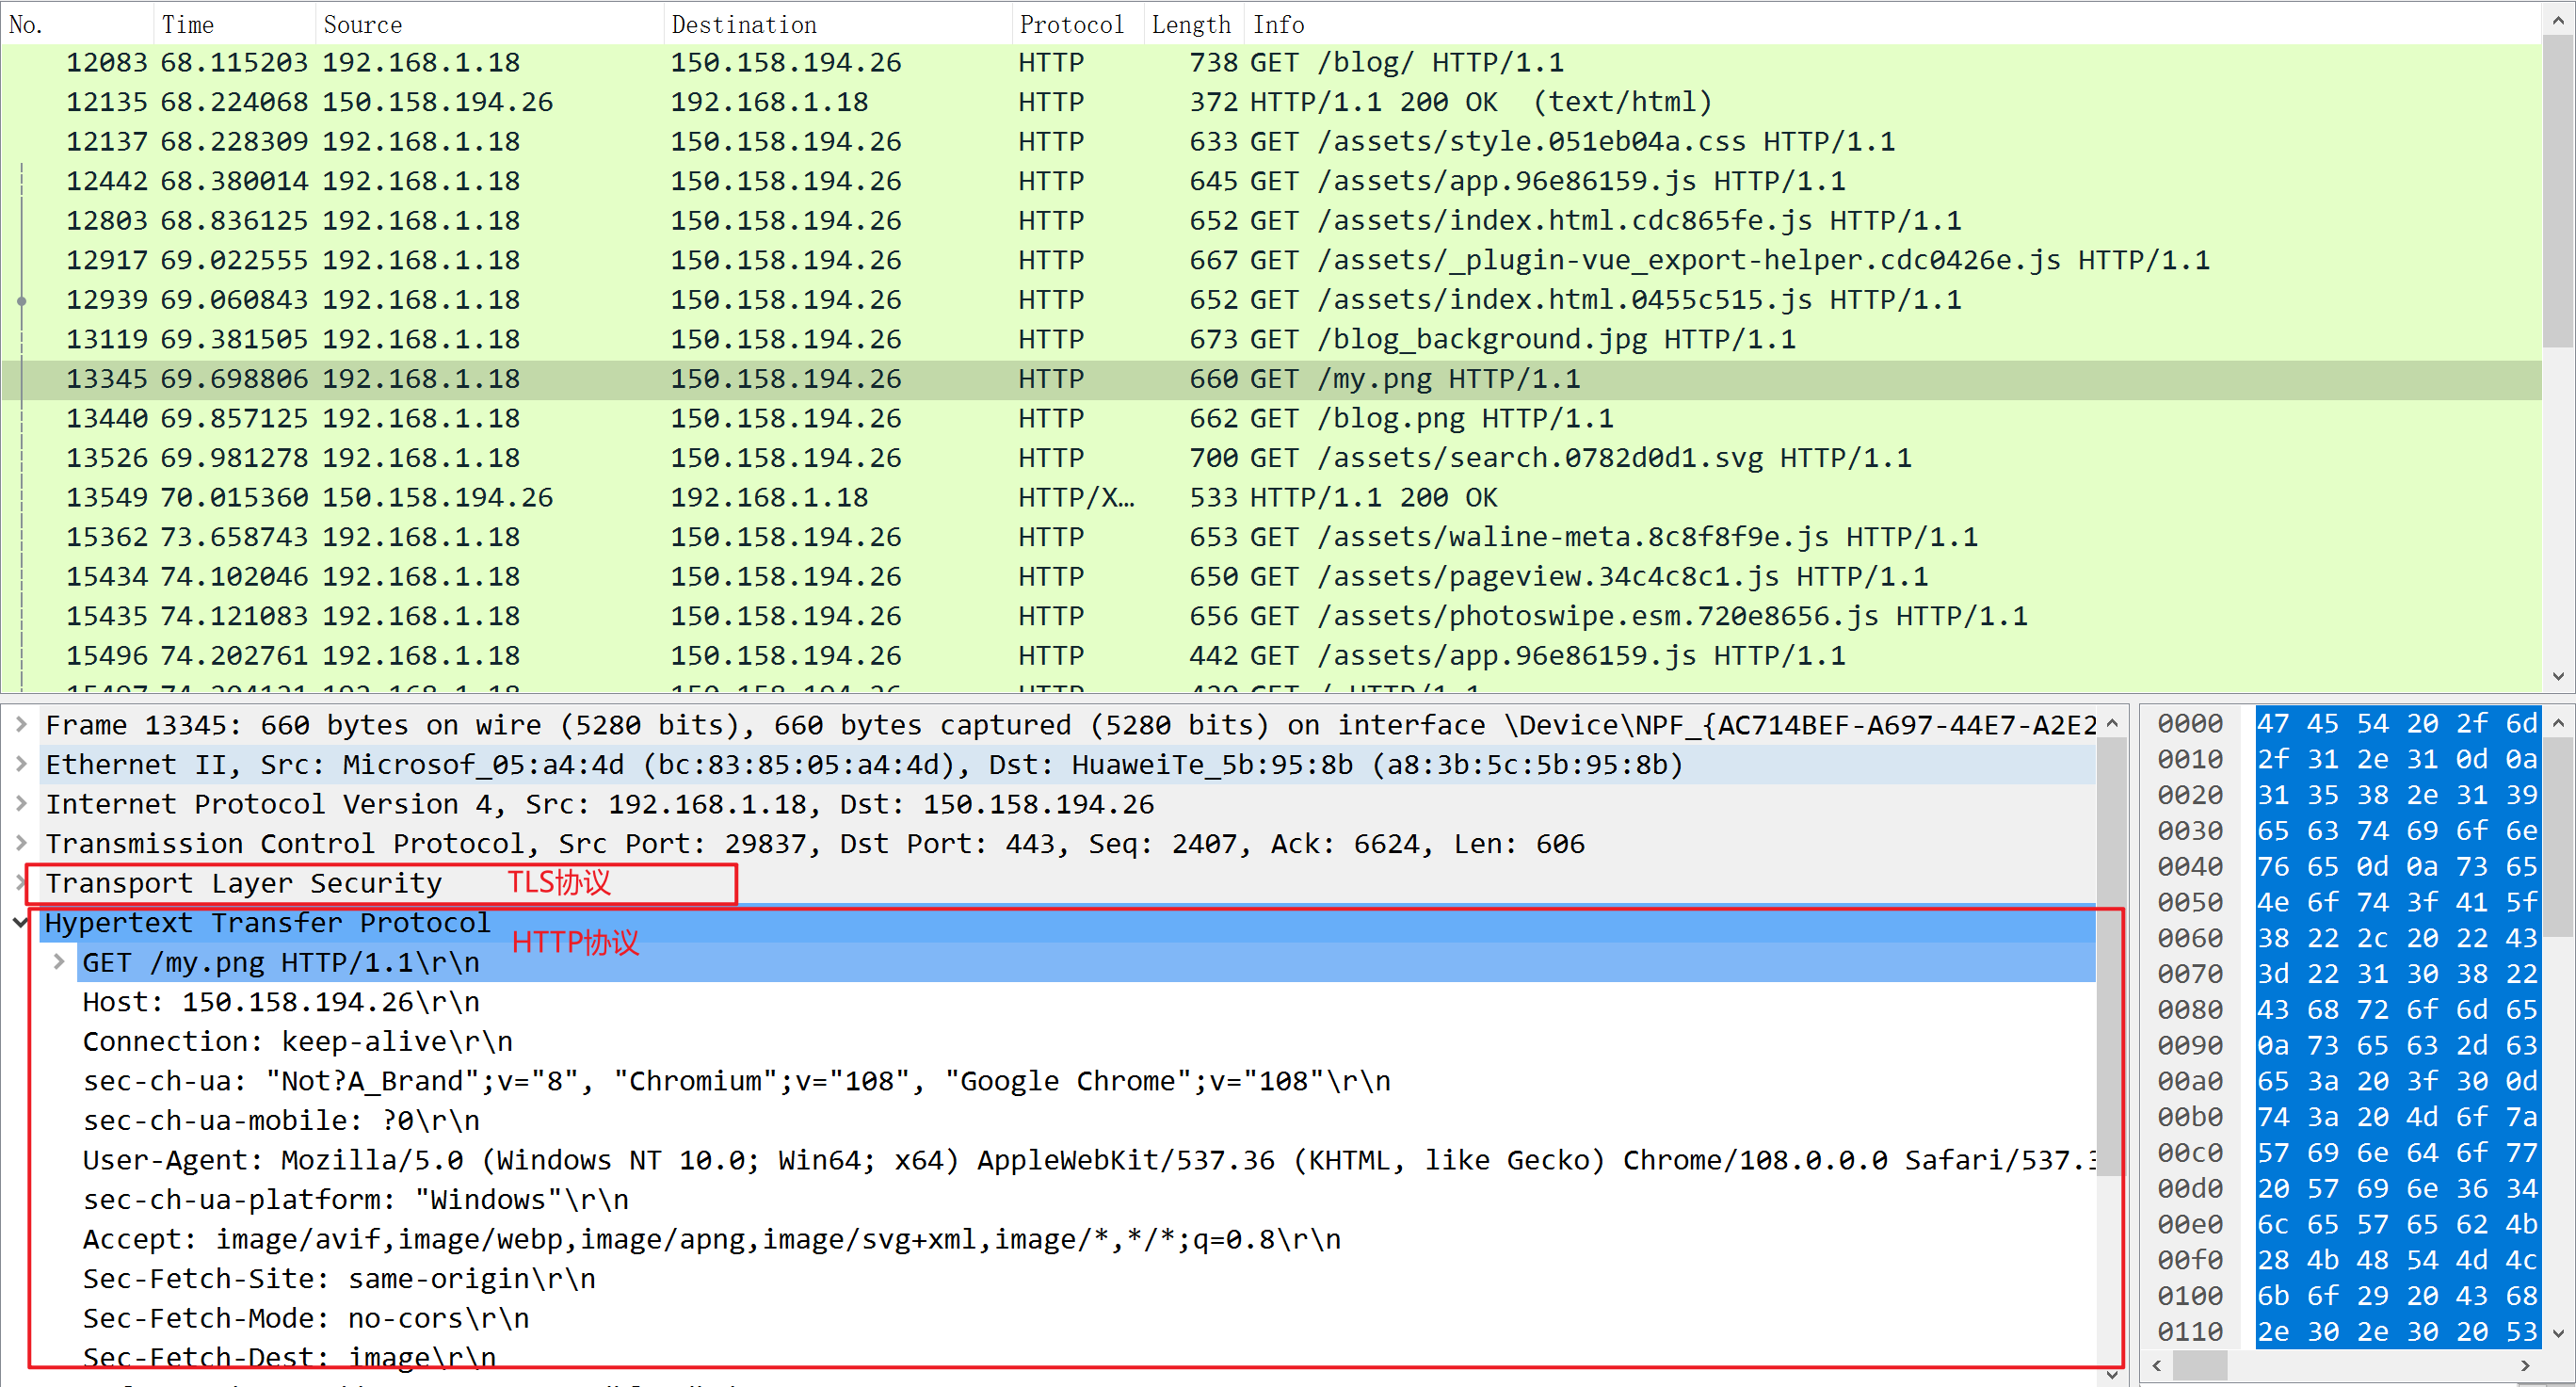 No. Time Source Destination Protocol Length Info
12083 68.115203 192.168.1.18 150.158.194.26 HTTP 738 GET /blog/ HTTP/1.1
12135 68.224068 150.158.194.26 192.168.1.18 HTTP 372 HTTP/1.1 200 OK (text/html)
12137 68.228309 192.168.1.18 150.158.194.26 HTTP 633 GET /assets/style.051eb04a.css HTTP/1.1
12442 68.380014 192.168.1.18 150.158.194.26 HTTP 645 GET /assets/app.96e86159.js HTTP/1.1
12803 68.836125 192.168.1.18 150.158.194.26 HTTP 652 GET /assets/index.html.cdc865fe.js HTTP/1.1
12917 69.022555 192.168.1.18 150.158.194.26 HTTP 667 GET /assets/_plugin-vue_export-helper.cdc0426e.js HTTP/1.1
12939 69.060843 192.168.1.18 150.158.194.26 HTTP 652 GET /assets/index.html.0455c515.js HTTP/1.1
13119 69.381505 192.168.1.18 150.158.194.26 HTTP 673 GET /blog_background.jpg HTTP/1.1
13345 69.698806 192.168.1.18 150.158.194.26 HTTP 660 GET /my.png HTTP/1.1
13440 69.857125 192.168.1.18 150.158.194.26 HTTP 662 GET /blog.png HTTP/1.1
13526 69.981278 192.168.1.18 150.158.194.26 HTTP 700 GET /assets/search.0782d0d1.svg HTTP/1.1
13549 70.015360 150.158.194.26 192.168.1.18 HTTP/X… 533 HTTP/1.1 200 OK
15362 73.658743 192.168.1.18 150.158.194.26 HTTP 653 GET /assets/waline-meta.8c8f8f9e.js HTTP/1.1
15434 74.102046 192.168.1.18 150.158.194.26 HTTP 650 GET /assets/pageview.34c4c8c1.js HTTP/1.1
15435 74.121083 192.168.1.18 150.158.194.26 HTTP 656 GET /assets/photoswipe.esm.720e8656.js HTTP/1.1
15496 74.202761 192.168.1.18 150.158.194.26 HTTP 442 GET /assets/app.96e86159.js HTTP/1.1
Frame 13345: 660 bytes on wire (5280 bits), 660 bytes captured (5280 bits) on interface \Device\NPF_{AC714BEF-A697-44E7-A2E2
Ethernet II, Src: Microsof_05:a4:4d (bc:83:85:05:a4:4d), Dst: HuaweiTe_5b:95:8b (a8:3b:5c:5b:95:8b)
Internet Protocol Version 4, Src: 192.168.1.18, Dst: 150.158.194.26
Transmission Control Protocol, Src Port: 29837, Dst Port: 443, Seq: 2407, Ack: 6624, Len: 606
Transport Layer Security TLS协议
Hypertext Transfer Protocol HTTP协议
GET /my.png HTTP/1.1\r\n
Host: 150.158.194.26\r\n
Connection: keep-alive\r\n
sec-ch-ua: "Not?A_Brand";v="8", "Chromium";v="108", "Google Chrome";v="108"\r\n
sec-ch-ua-mobile: ?0\r\n
User-Agent: Mozilla/5.0 (Windows NT 10.0; Win64; x64) AppleWebKit/537.36 (KHTML, like Gecko) Chrome/108.0.0.0 Safari/537.3
sec-ch-ua-platform: "Windows"\r\n
Accept: image/avif,image/webp,image/apng,image/svg+xml,image/*,*/*;q=0.8\r\n
Sec-Fetch-Site: same-origin\r\n
Sec-Fetch-Mode: no-cors\r\n
Sec-Fetch-Dest: image\r\n
0000 47 45 54 20 2f 6d
0010 2f 31 2e 31 0d 0a
0020 31 35 38 2e 31 39
0030 65 63 74 69 6f 6e
0040 76 65 0d 0a 73 65
0050 4e 6f 74 3f 41 5f
0060 38 22 2c 20 22 43
0070 3d 22 31 30 38 22
0080 43 68 72 6f 6d 65
0090 0a 73 65 63 2d 63
00a0 65 3a 20 3f 30 0d
00b0 74 3a 20 4d 6f 7a
00c0 57 69 6e 64 6f 77
00d0 20 57 69 6e 36 34
00e0 6c 65 57 65 62 4b
00f0 28 4b 48 54 4d 4c
0100 6b 6f 29 20 43 68
0110 2e 30 2e 30 20 53